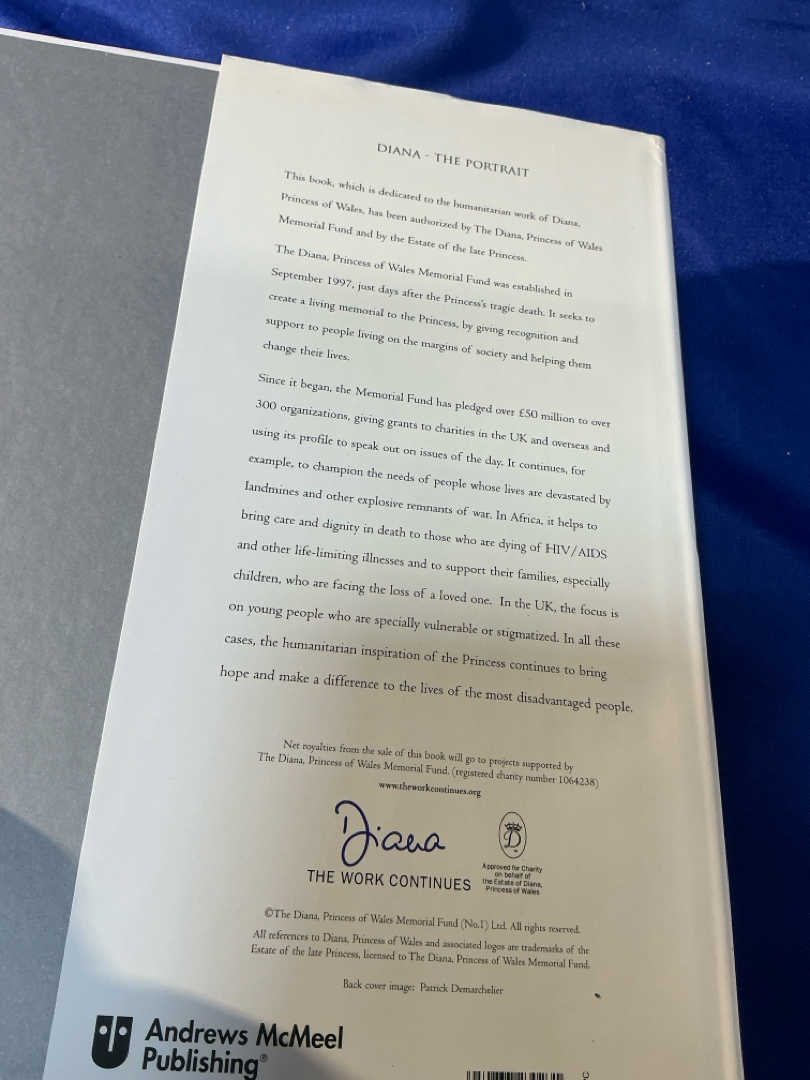 DIANA - THE PORTRAIT
This book, which is dedicated to the humanitarian work of Diana,
Princess of Wales, has been authorized by The Diana, Princess of Wales
Memorial Fund and by the Estate of the late Princess.
The Diana, Princess of Wales Memorial Fund was established in
September 1997, just days after the Princess's tragic death. It seeks to
create a living memorial to the Princess, by giving recognition and
support to people living on the margins of society and helping them
change their lives.
Since it began, the Memorial Fund has pledged over £50 million to over
300 organizations, giving grants to charities in the UK and overseas and
using its profile to speak out on issues of the day. It continues, for
example, to champion the needs of people whose lives are devastated by
landmines and other explosive remnants of war. In Africa, it helps to
bring care and dignity in death to those who are dying of HIV/AIDS
and other life-limiting illnesses and to support their families, especially
children, who are facing the loss of a loved one. In the UK, the focus is
on young people who are specially vulnerable or stigmatized. In all these
cases, the humanitarian inspiration of the Princess continues to bring
hope and make a difference to the lives of the most disadvantaged people.
Net royalties from the sale of this book will go to projects supported by
The Diana, Princess of Wales Memorial Fund. (registered charity number 1064238)
www.theworkcontinues.org
Diana
THE WORK CONTINUES
D
Approved for Charity
on behalf of
the Estate of Diana,
Princess of Wales
©The Diana, Princess of Wales Memorial Fund (No.1) Ltd. All rights reserved.
All references to Diana, Princess of Wales and associated logos are trademarks of the
Estate of the late Princess, licensed to The Diana, Princess of Wales Memorial Fund.
Back cover image: Patrick Demarchelier
Andrews McMeel
Publishing®